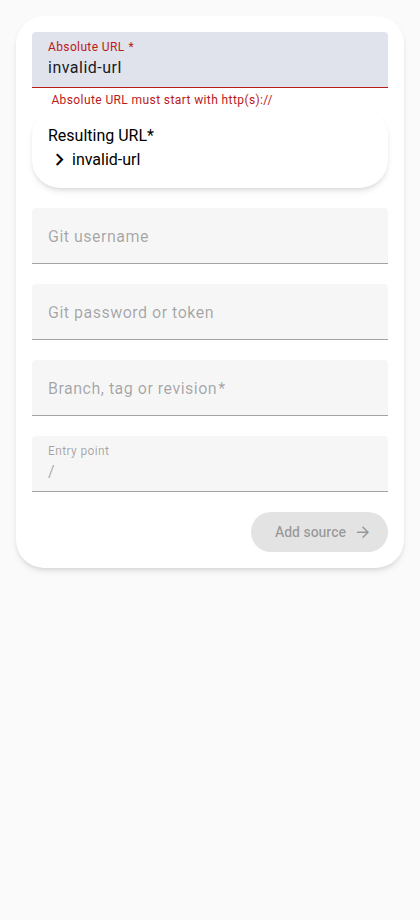 Absolute URL *
invalid-url
Absolute URL must start with http(s)://
Resulting URL*
invalid-url
Git username
Git password or token
Branch, tag or revision*
Entry point
/
Add source